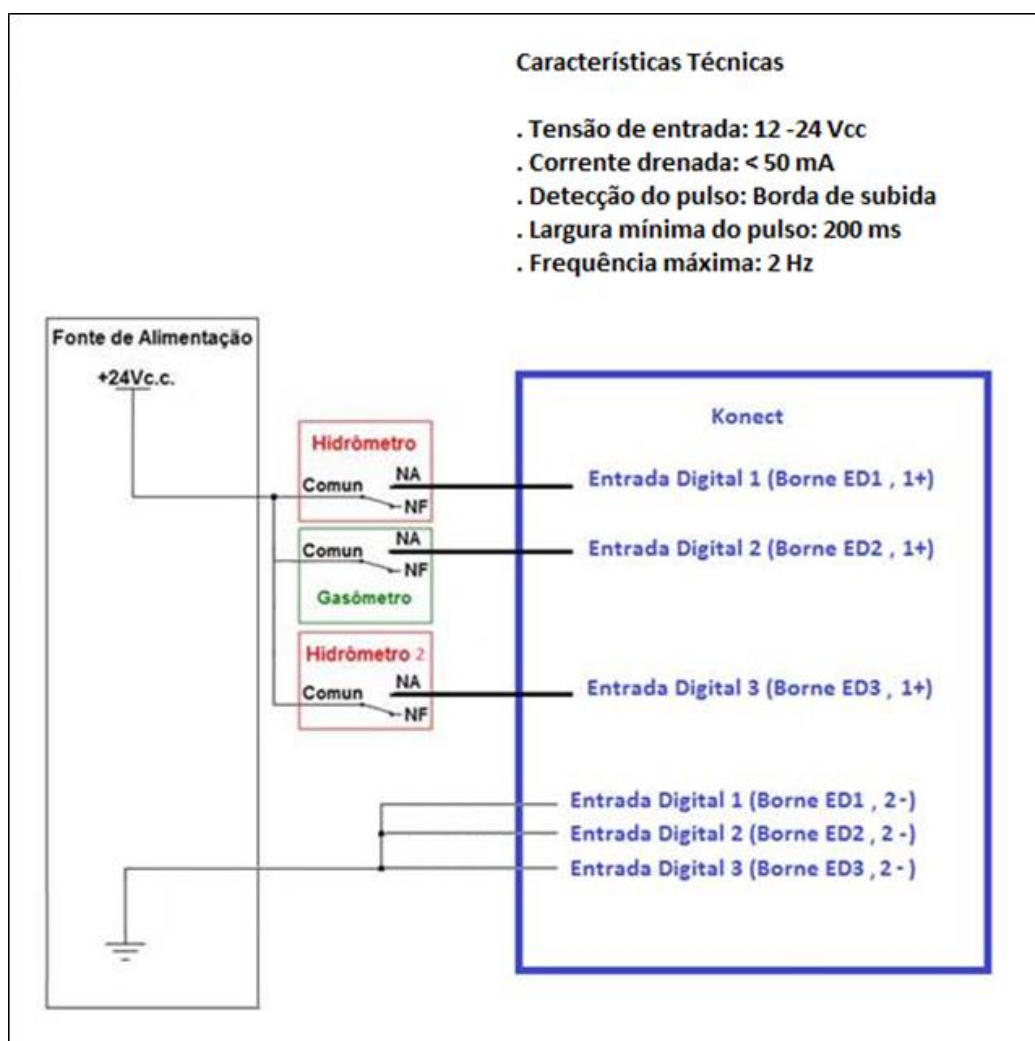 Características Técnicas
. Tensão de entrada: 12 -24 Vcc
. Corrente drenada: < 50 mA
. Detecção do pulso: Borda de subida
. Largura mínima do pulso: 200 ms
. Frequência máxima: 2 Hz
Fonte de Alimentação
+24Vc.c.
Konect
Hidrômetro
Comun
NA
NF
Entrada Digital 1 (Borne ED1 , 1+)
Comun
NA
NF
Gasômetro
Entrada Digital 2 (Borne ED2 , 1+)
Hidrômetro 2
Comun
NA
NF
Entrada Digital 3 (Borne ED3 , 1+)
Entrada Digital 1 (Borne ED1 , 2-)
Entrada Digital 2 (Borne ED2 , 2 -)
Entrada Digital 3 (Borne ED3 , 2 - )